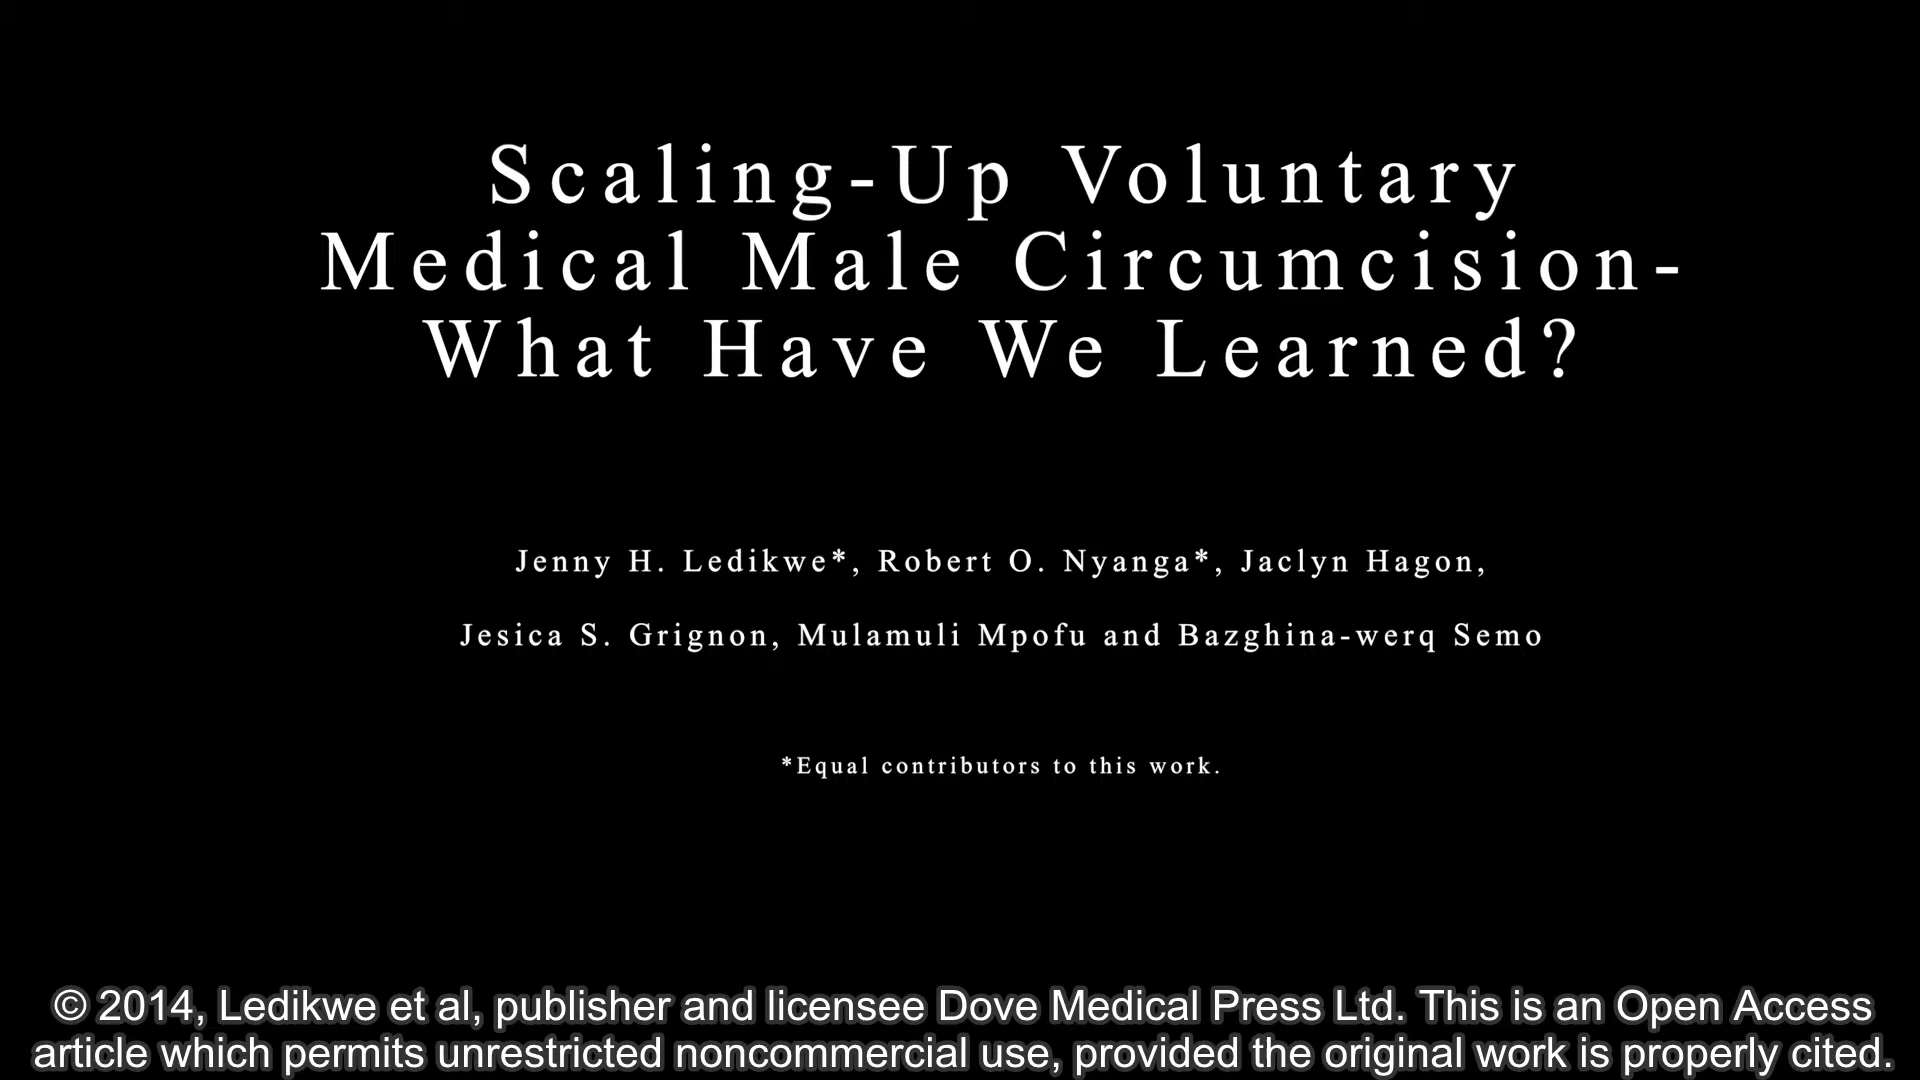 Scaling-Up Voluntary
Medical Male Circumcision-
What Have We Learned?
Jenny H. Ledikwe*, Robert O. Nyanga*, Jaclyn Hagon,
Jesica S. Grignon, Mulamuli Mpofu and Bazghina-werq Semo
*Equal contributors to this work.
© 2014, Ledikwe et al, publisher and licensee Dove Medical Press Ltd. This is an Open Access
article which permits unrestricted noncommercial use, provided the original work is properly cited.